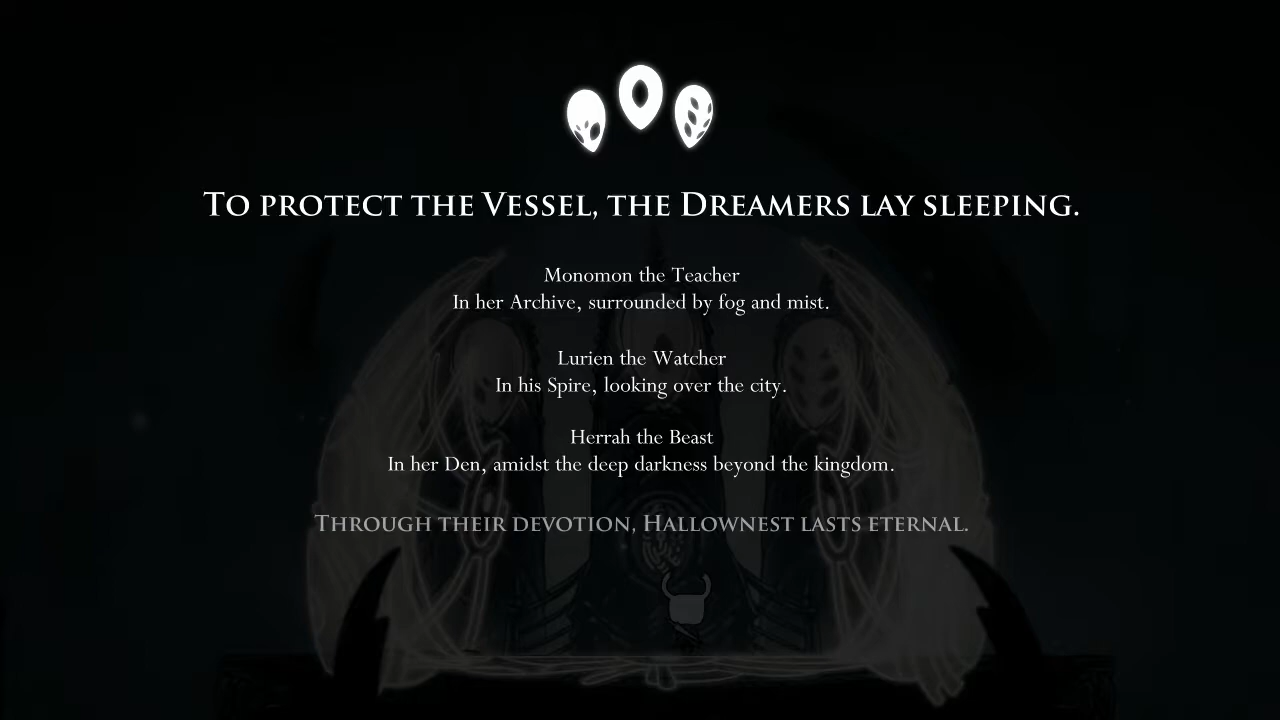 To protect the Vessel, the Dreamers lay sleeping.
Monomon the Teacher
In her Archive, surrounded by fog and mist.
Lurien the Watcher
In his Spire, looking over the city.
Herrah the Beast
In her Den, amidst the deep darkness beyond the kingdom.
Through their devotion, Hallownest lasts eternal.